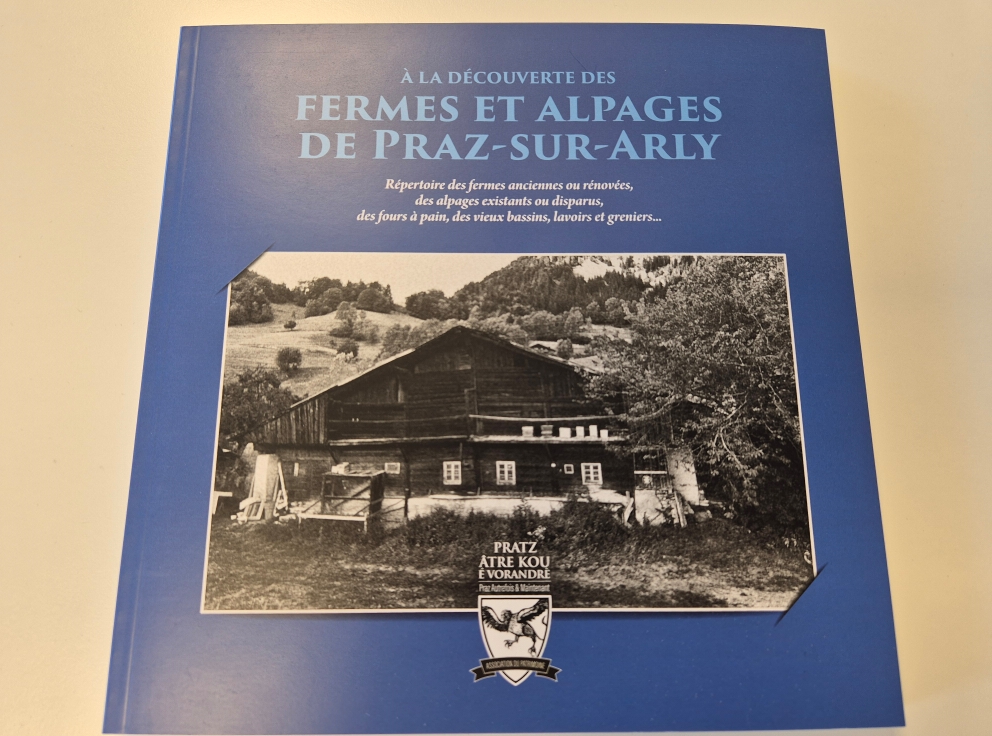 À LA DÉCOUVERTE DES
FERMES ET ALPAGES
DE PRAZ-SUR-ARLY
Répertoire des fermes anciennes ou rénovées,
des alpages existants ou disparus,
des fours à pain, des vieux bassins, lavoirs et greniers...
PRATZ
ÂTRE KOU
É VORANDRÈ
Praz Autrefois & Maintenant
ASSOCIATION DU PATRIMOINE